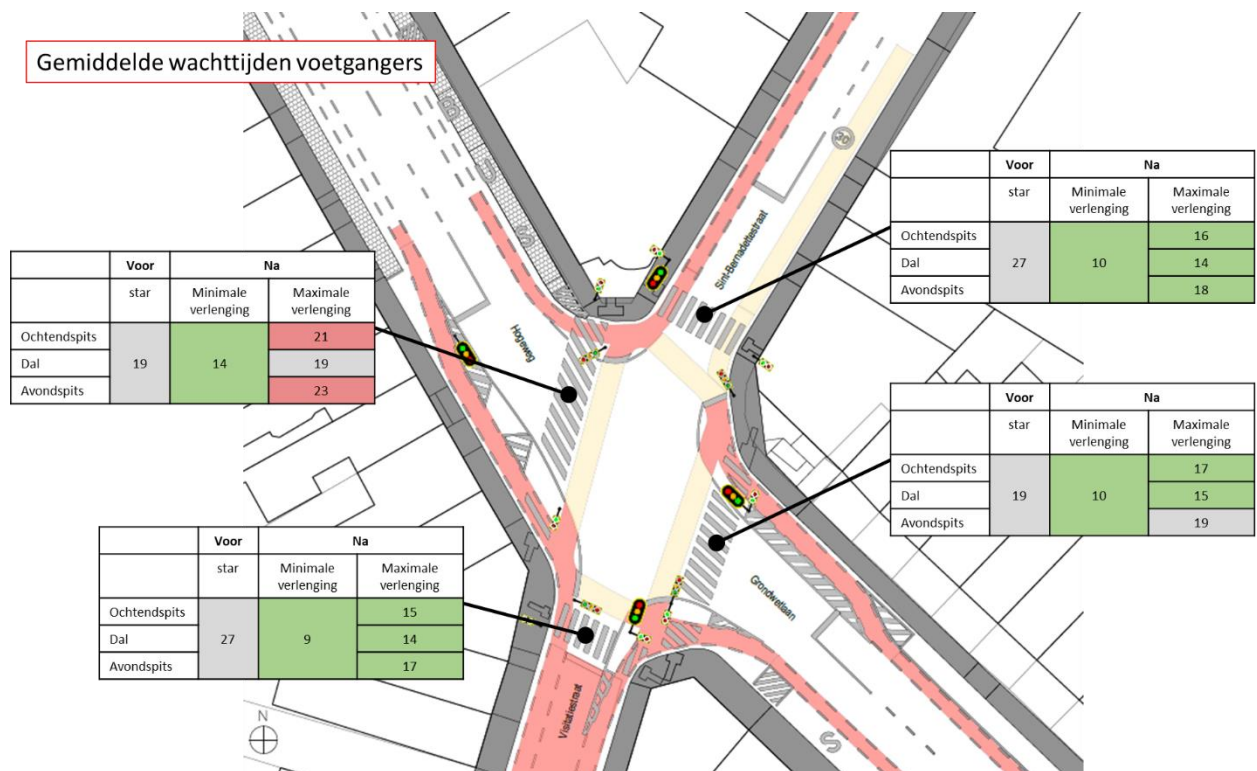 Gemiddelde wachttijden voetgangers
B
U
S
30
Sint-Bernadettestraat
Voor Na
star Minimale verlenging Maximale verlenging
Ochtendspits 27 10 16
Dal 14
Avondspits 18
Hogeweg
Voor Na
star Minimale verlenging Maximale verlenging
Ochtendspits 19 14 21
Dal 19
Avondspits 23
Voor Na
star Minimale verlenging Maximale verlenging
Ochtendspits 19 10 17
Dal 15
Avondspits 19
Grondwetlaan
Voor Na
star Minimale verlenging Maximale verlenging
Ochtendspits 27 9 15
Dal 14
Avondspits 17
Visitatiestraat
N
S